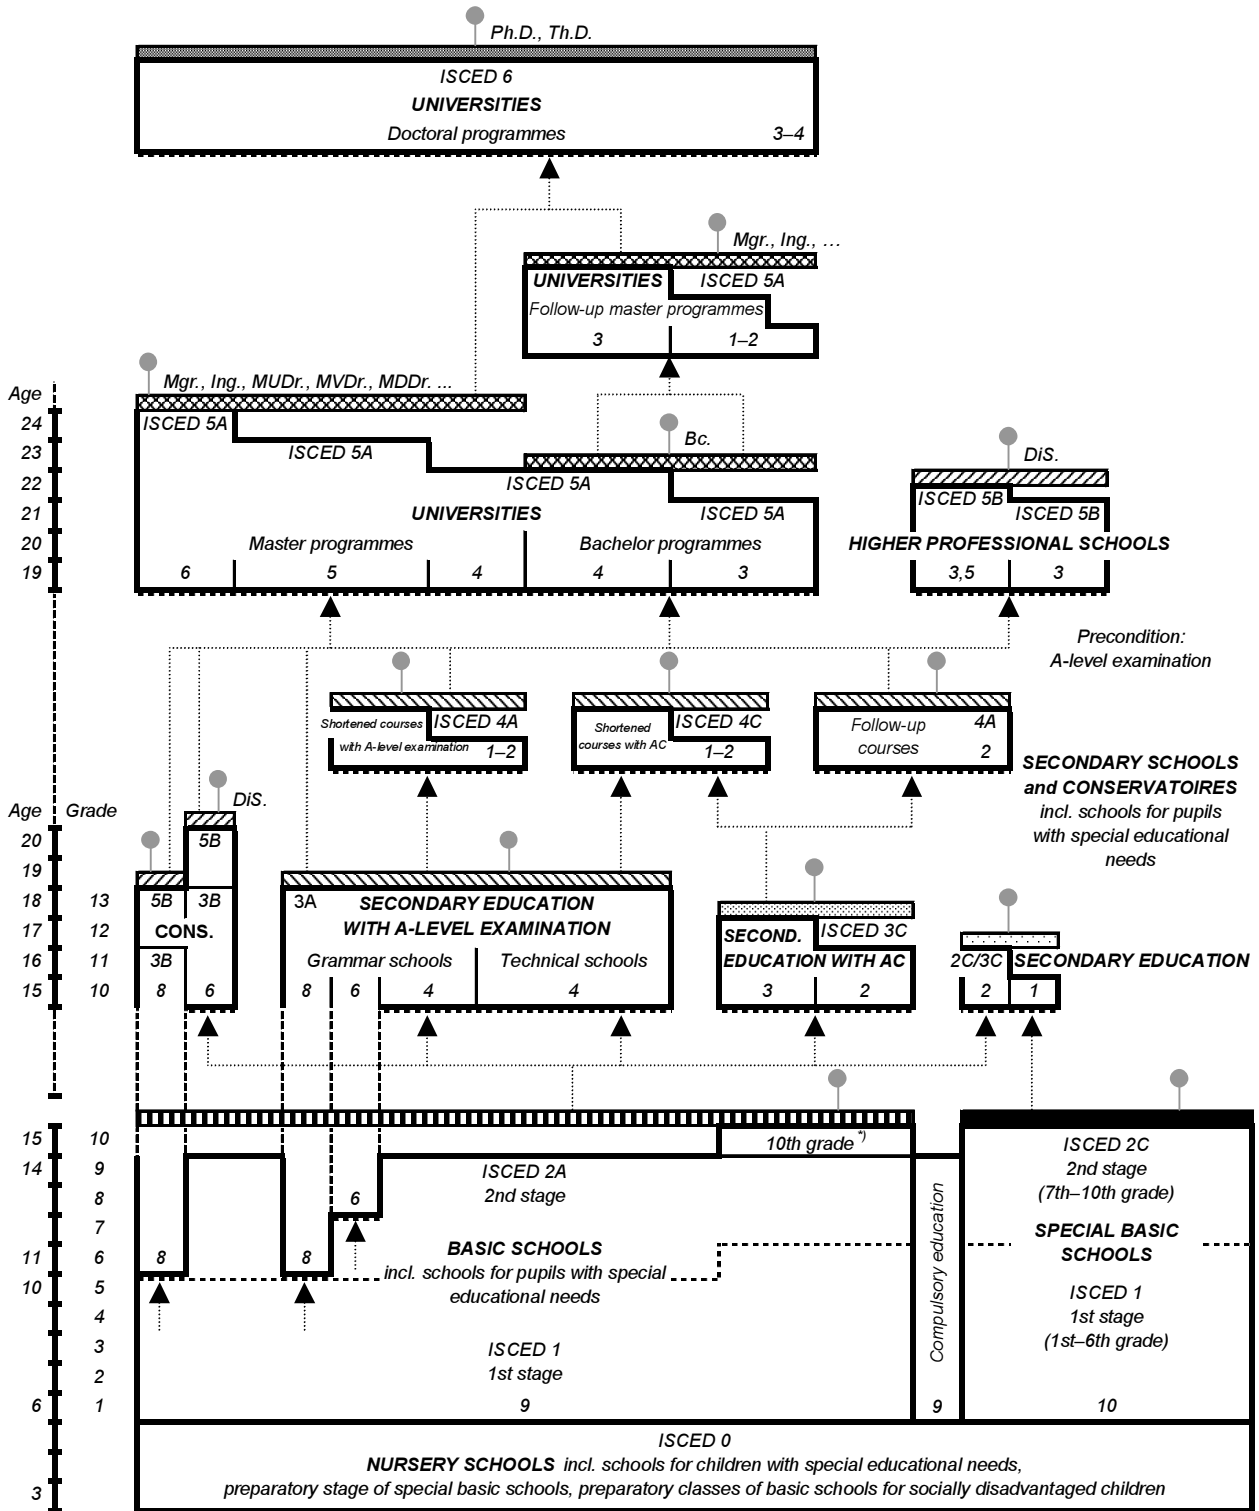 Ph.D., Th.D.
ISCED 6
UNIVERSITIES
Doctoral programmes 3–4
Mgr., Ing., …
UNIVERSITIES ISCED 5A
Follow-up master programmes
3 1–2
Mgr., Ing., MUDr., MVDr., MDDr. ...
Age
24 ISCED 5A
23 ISCED 5A Bc. DiS.
22 ISCED 5A ISCED 5B
21 UNIVERSITIES ISCED 5A ISCED 5B
20 Master programmes Bachelor programmes HIGHER PROFESSIONAL SCHOOLS
19 6 5 4 4 3 3,5 3
Precondition:
A-level examination
Shortened courses ISCED 4A
with A-level examination 1–2
Shortened ISCED 4C
courses with AC 1–2
Follow-up 4A
courses 2
SECONDARY SCHOOLS
and CONSERVATOIRES
incl. schools for pupils
with special educational
needs
DiS.
Age Grade
20 5B
19
18 13 5B 3B 3A SECONDARY EDUCATION
17 12 CONS. WITH A-LEVEL EXAMINATION SECOND. ISCED 3C
16 11 3B Grammar schools Technical schools EDUCATION WITH AC 2C/3C SECONDARY EDUCATION
15 10 8 6 8 6 4 4 3 2 2 1
15 10 10th grade *) ISCED 2C
14 9 ISCED 2A 2nd stage
8 6 2nd stage (7th–10th grade)
7
BASIC SCHOOLS SPECIAL BASIC
11 6 8 8 incl. schools for pupils with special SCHOOLS
10 5 educational needs ISCED 1
4 1st stage
3 ISCED 1 (1st–6th grade)
2 1st stage
Compulsory education
6 1 9 9 10
ISCED 0
NURSERY SCHOOLS incl. schools for children with special educational needs,
3 preparatory stage of special basic schools, preparatory classes of basic schools for socially disadvantaged children